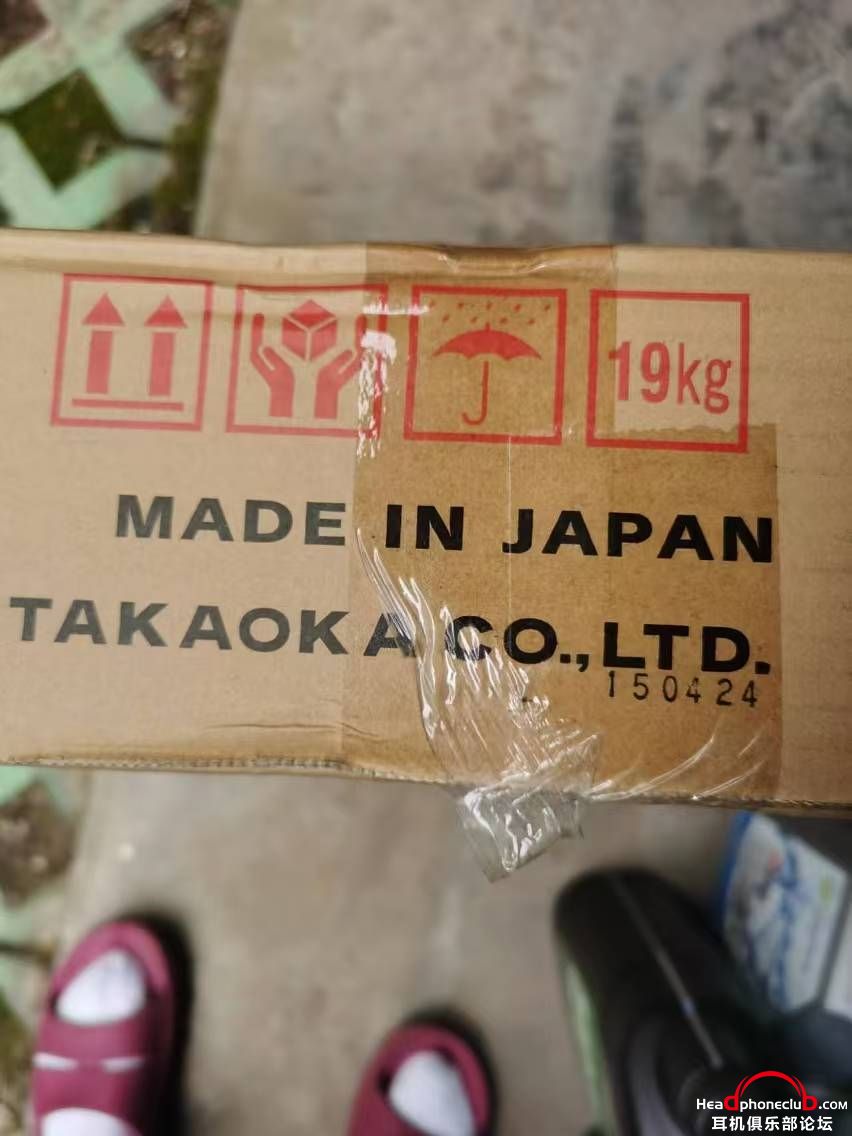 19kg
MADE IN JAPAN
TAKAOKA CO.,LTD.
150424
Headphoneclub.com
耳机俱乐部论坛